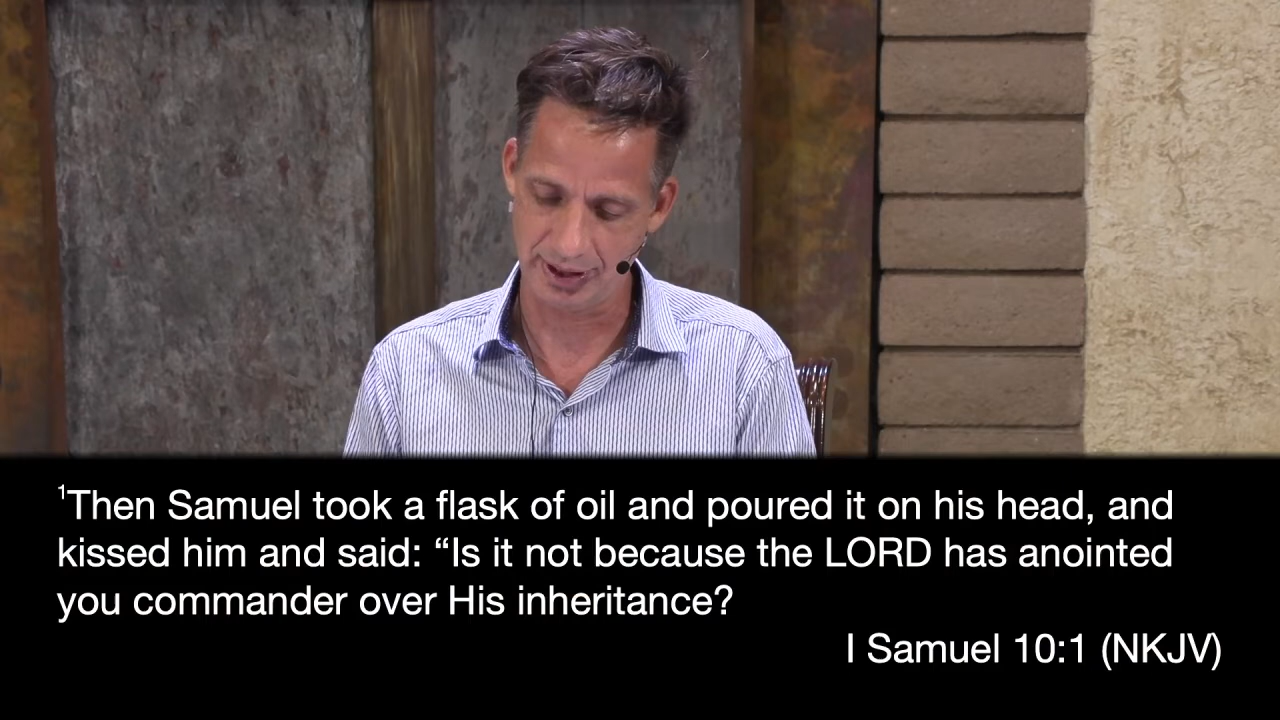 ¹Then Samuel took a flask of oil and poured it on his head, and
kissed him and said: “Is it not because the LORD has anointed
you commander over His inheritance?
I Samuel 10:1 (NKJV)